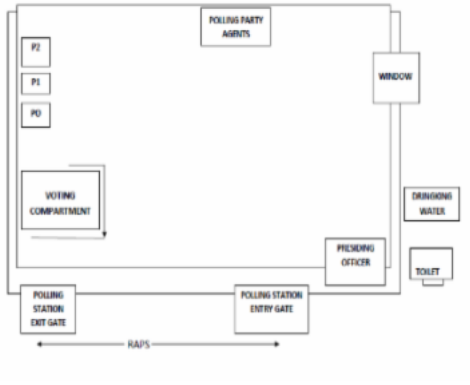 POLLING PARTY
AGENTS
P2
P1
WINDOW
PO
VOTING
COMPARTMENT
DRINGKING
WATER
PRESIDING
OFFICER
TOILET
POLLING
STATION
EXIT GATE
POLLING STATION
ENTRY GATE
RAPS